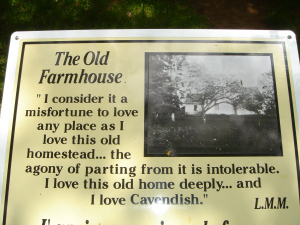 The Old
Farmhouse
" I consider it a
misfortune to love
any place as I
love this old
homestead... the
agony of parting from it is intolerable.
I love this old home deeply... and
I love Cavendish."
L.M.M.